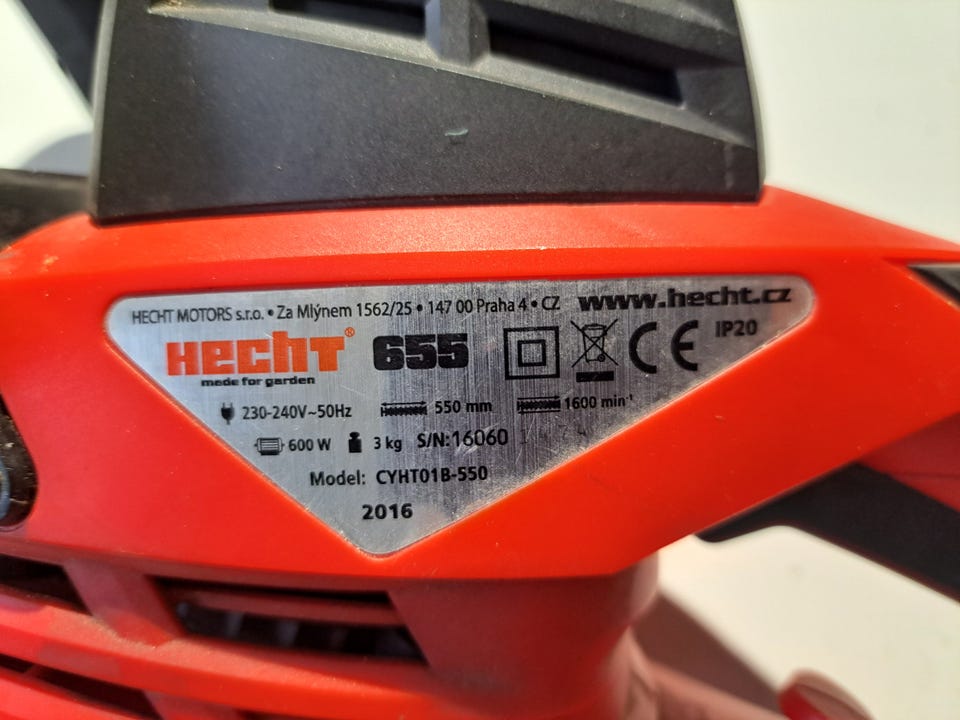 HECHT MOTORS s.r.o. • Za Mlýnem 1562/25 • 147 00 Praha 4 • CZ www.hecht.cz
HECHT® 655 CE IP20
made for garden
230-240V~50Hz 550 mm 1600 min⁻¹
600 W 3 kg S/N:16060
Model: CYHT01B-550
2016